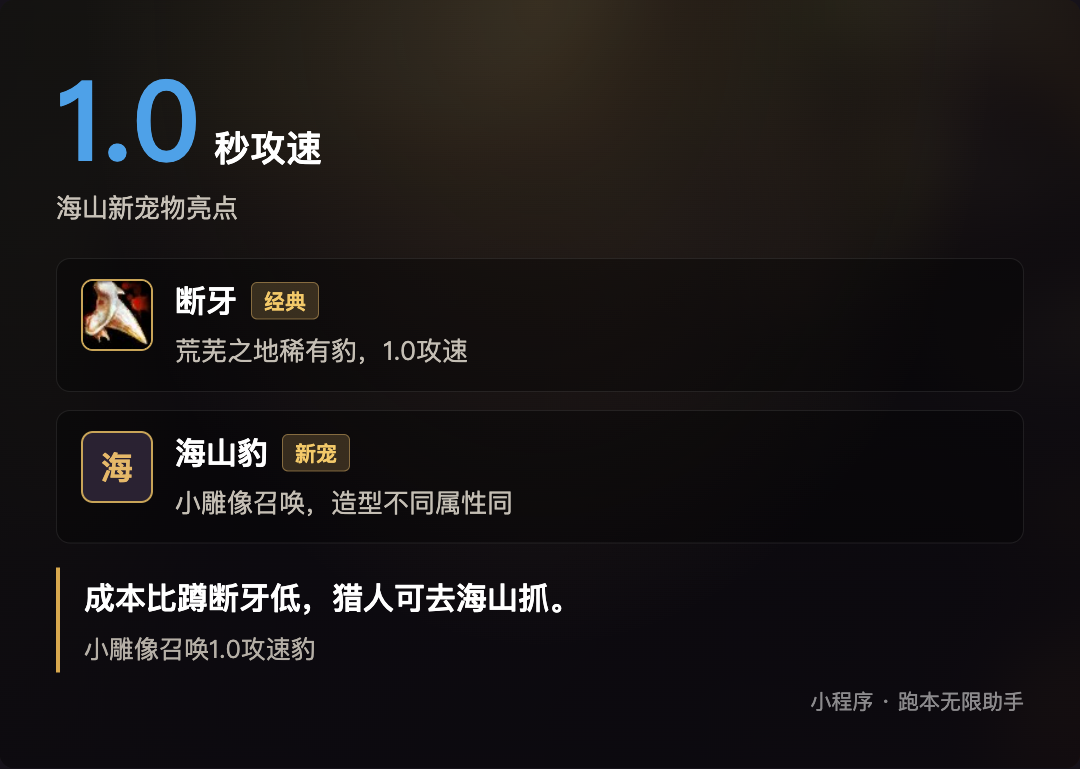 1.0 秒攻速
海山新宠物亮点
断牙 经典
荒芜之地稀有豹，1.0攻速
海
海山豹 新宠
小雕像召唤，造型不同属性同
成本比蹲断牙低，猎人可去海山抓。
小雕像召唤1.0攻速豹
小程序 · 跑本无限助手